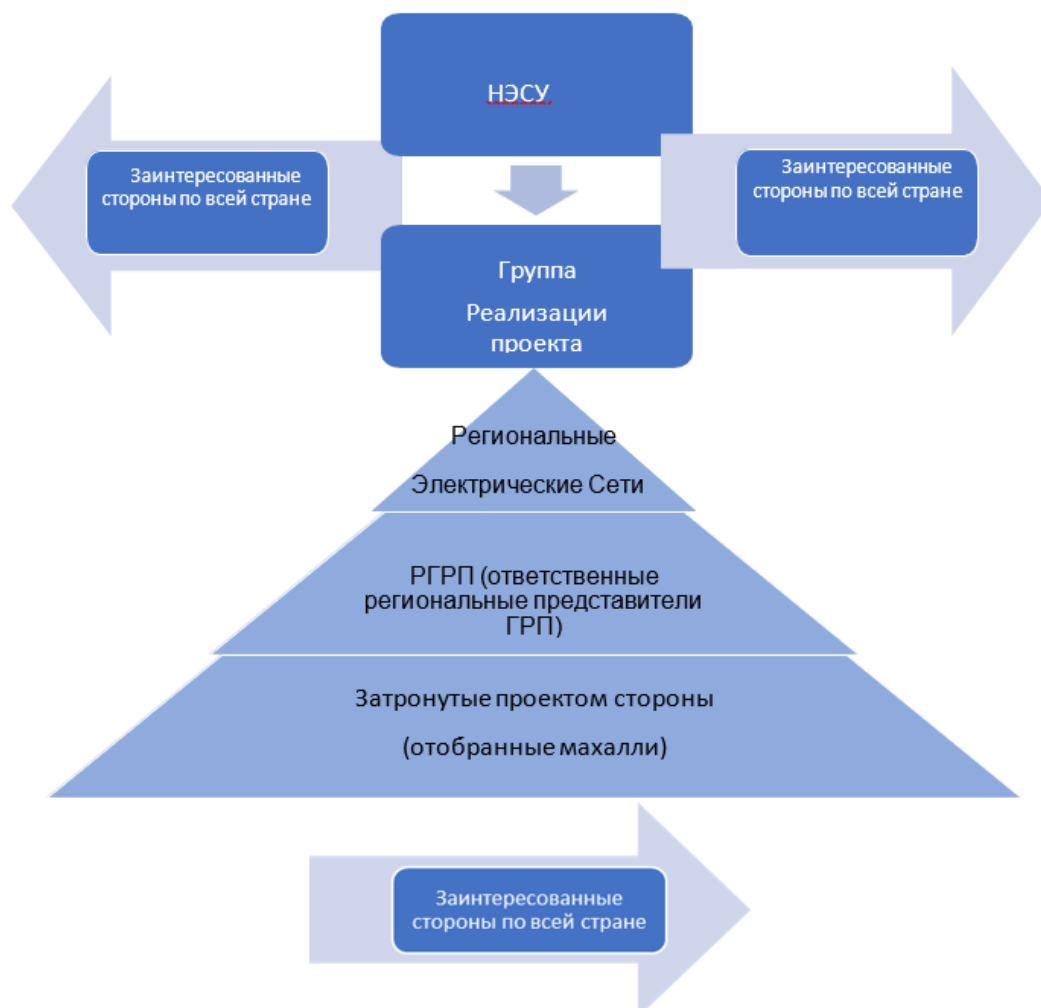 НЭСУ
Заинтересованные
стороны по всей стране
Заинтересованные
стороны по всей стране
Группа
Реализации
проекта
Региональные
Электрические Сети
РГРП (ответственные
региональные представители
ГРП)
Затронутые проектом стороны
(отобранные махалли)
Заинтересованные
стороны по всей стране